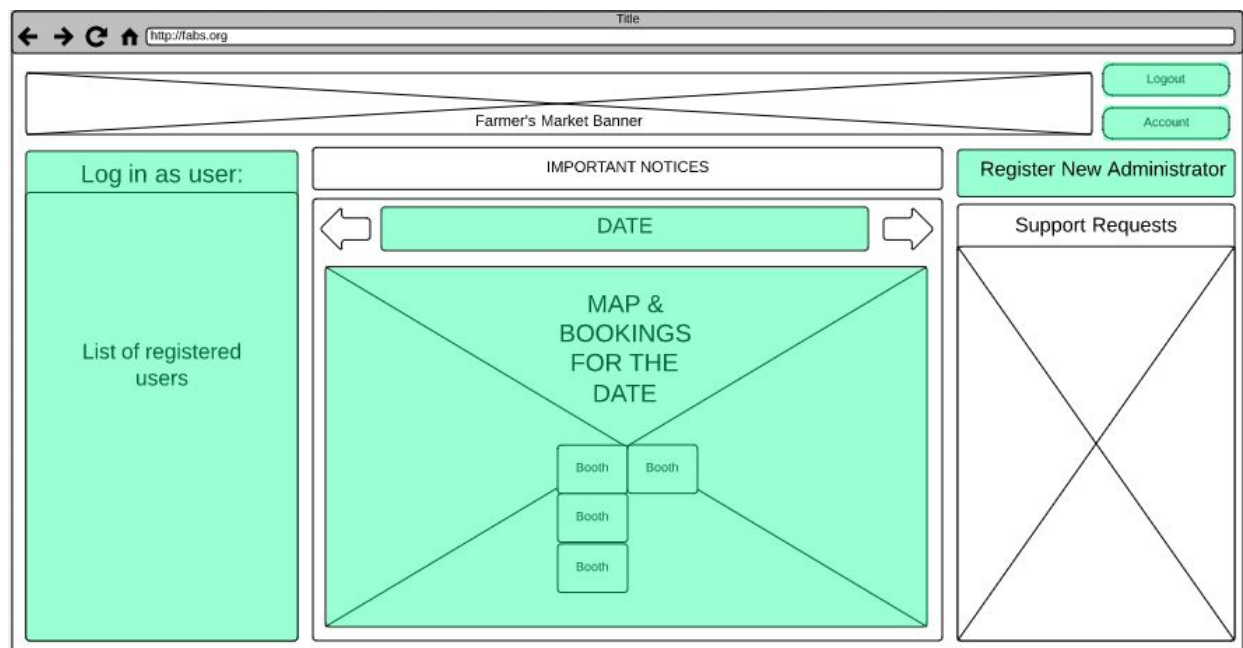 Title
http://fabs.org
Farmer's Market Banner
Logout
Account
Log in as user:
List of registered
users
IMPORTANT NOTICES
DATE
MAP &
BOOKINGS
FOR THE
DATE
Booth
Booth
Booth
Booth
Register New Administrator
Support Requests